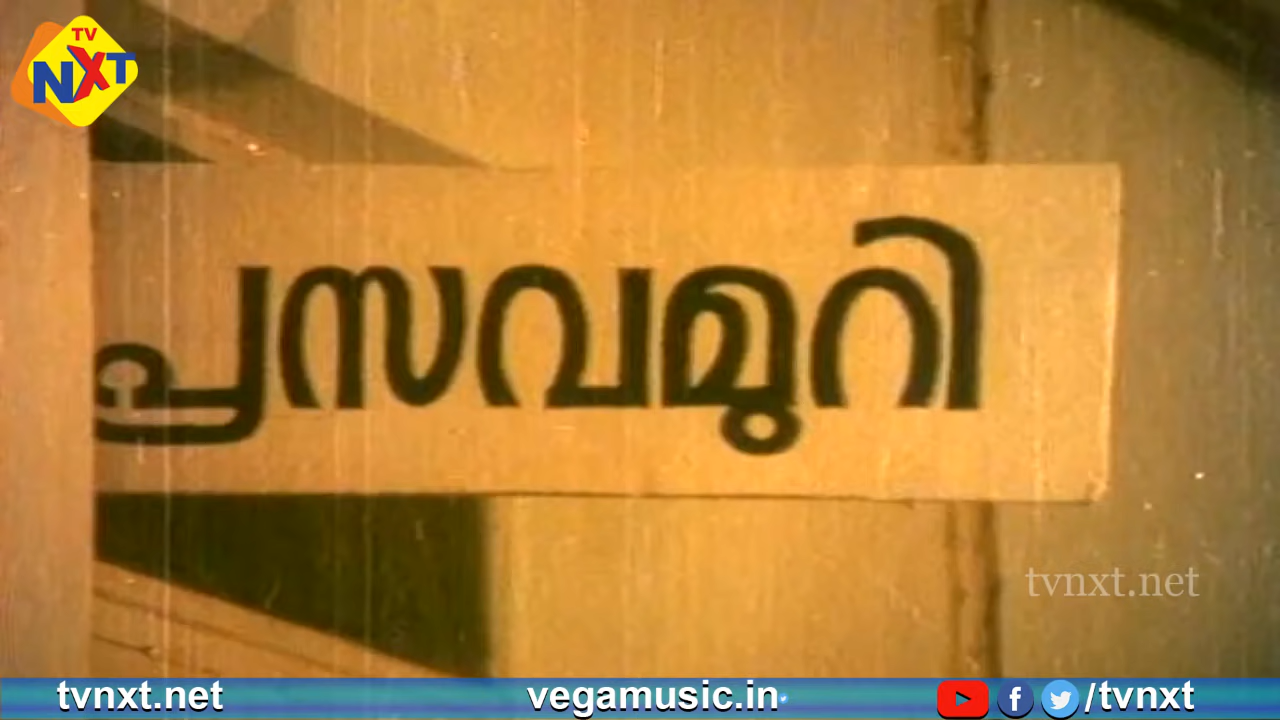 TV
NXT
പ്രസവമുറി
tvnxt.net
tvnxt.net
vegamusic.in
/tvnxt